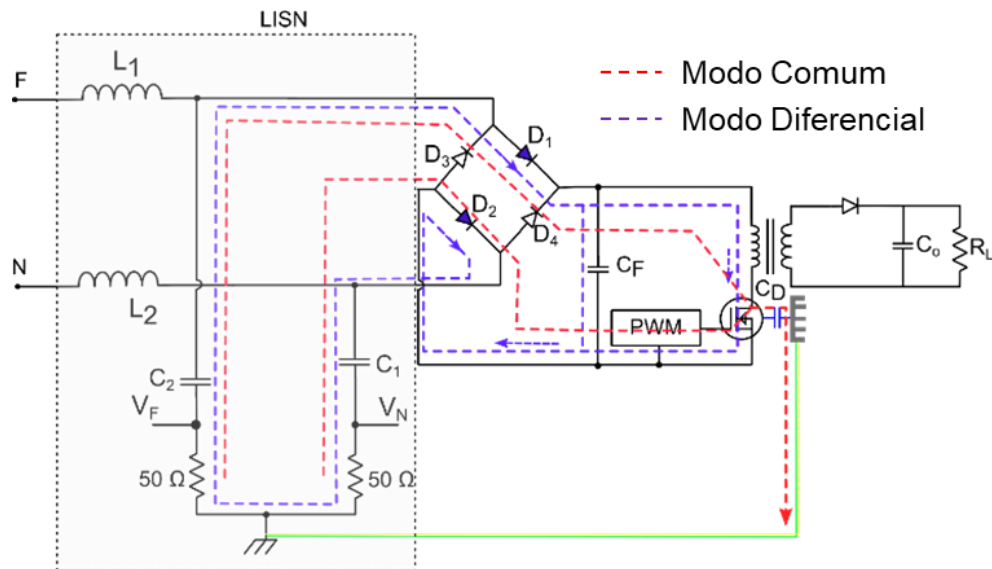 LISN
F
L1
Modo Comum
Modo Diferencial
D1
D3
D2
D4
N
L2
CF
CD
Co
RL
PWM
C2
C1
VF
VN
50 Ω
50 Ω